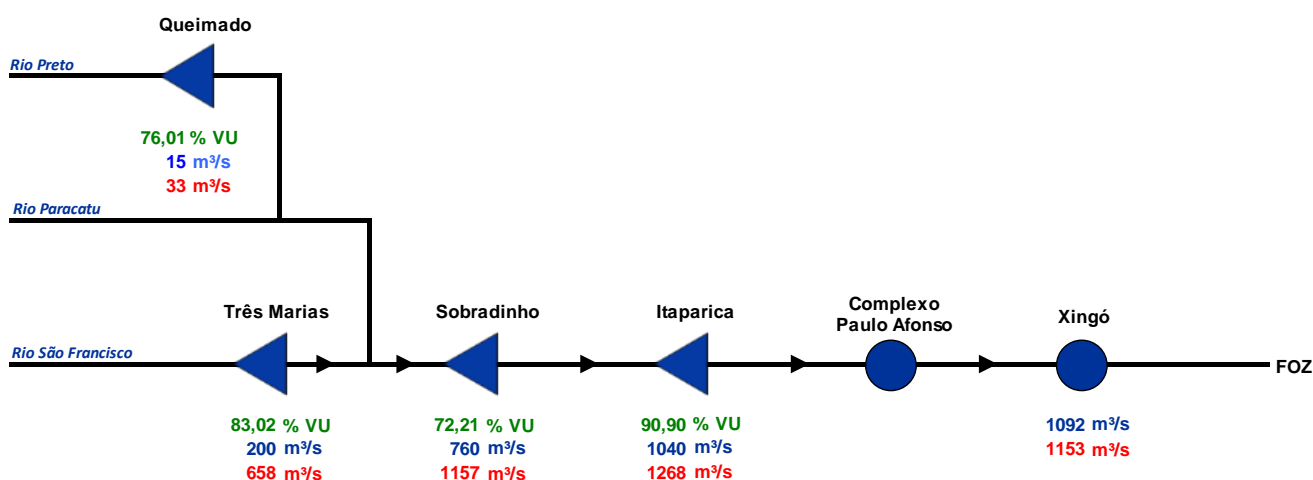 Queimado
Rio Preto
76,01 % VU
15 m³/s
33 m³/s
Rio Paracatu
Três Marias
Sobradinho
Itaparica
Complexo
Paulo Afonso
Xingó
Rio São Francisco
FOZ
83,02 % VU
200 m³/s
658 m³/s
72,21 % VU
760 m³/s
1157 m³/s
90,90 % VU
1040 m³/s
1268 m³/s
1092 m³/s
1153 m³/s